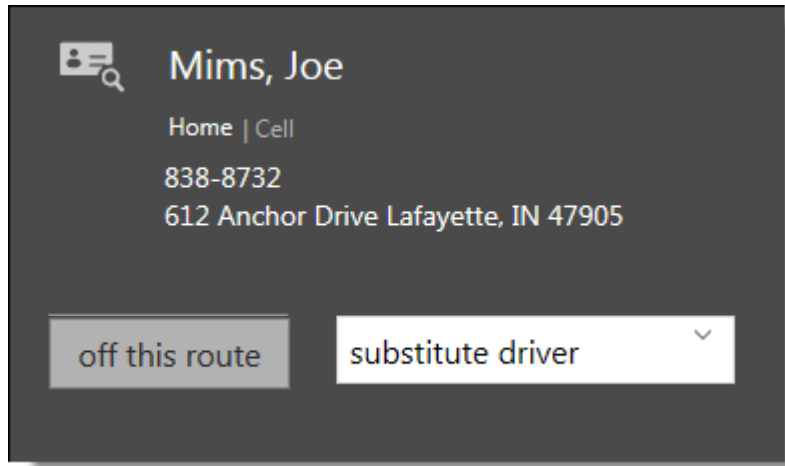 Mims, Joe
Home | Cell
838-8732
612 Anchor Drive Lafayette, IN 47905
off this route
substitute driver